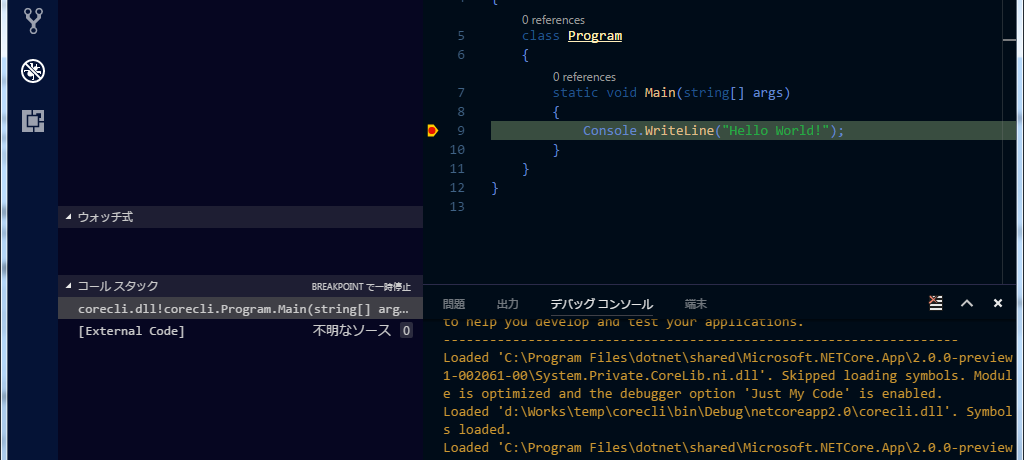 ウォッチ式
コール スタック BREAKPOINT で一時停止
corecli.dll!corecli.Program.Main(string[] arg…
[External Code] 不明なソース 0
4 {
0 references
5 class Program
6 {
0 references
7 static void Main(string[] args)
8 {
9 Console.WriteLine("Hello World!");
10 }
11 }
12 }
13
問題 出力 デバッグ コンソール 端末
to help you develop and test your applications.
-------------------------------------------------------------------
Loaded 'C:\Program Files\dotnet\shared\Microsoft.NETCore.App\2.0.0-preview
1-002061-00\System.Private.CoreLib.ni.dll'. Skipped loading symbols. Modul
e is optimized and the debugger option 'Just My Code' is enabled.
Loaded 'd:\Works\temp\corecli\bin\Debug\netcoreapp2.0\corecli.dll'. Symbol
s loaded.
Loaded 'C:\Program Files\dotnet\shared\Microsoft.NETCore.App\2.0.0-preview